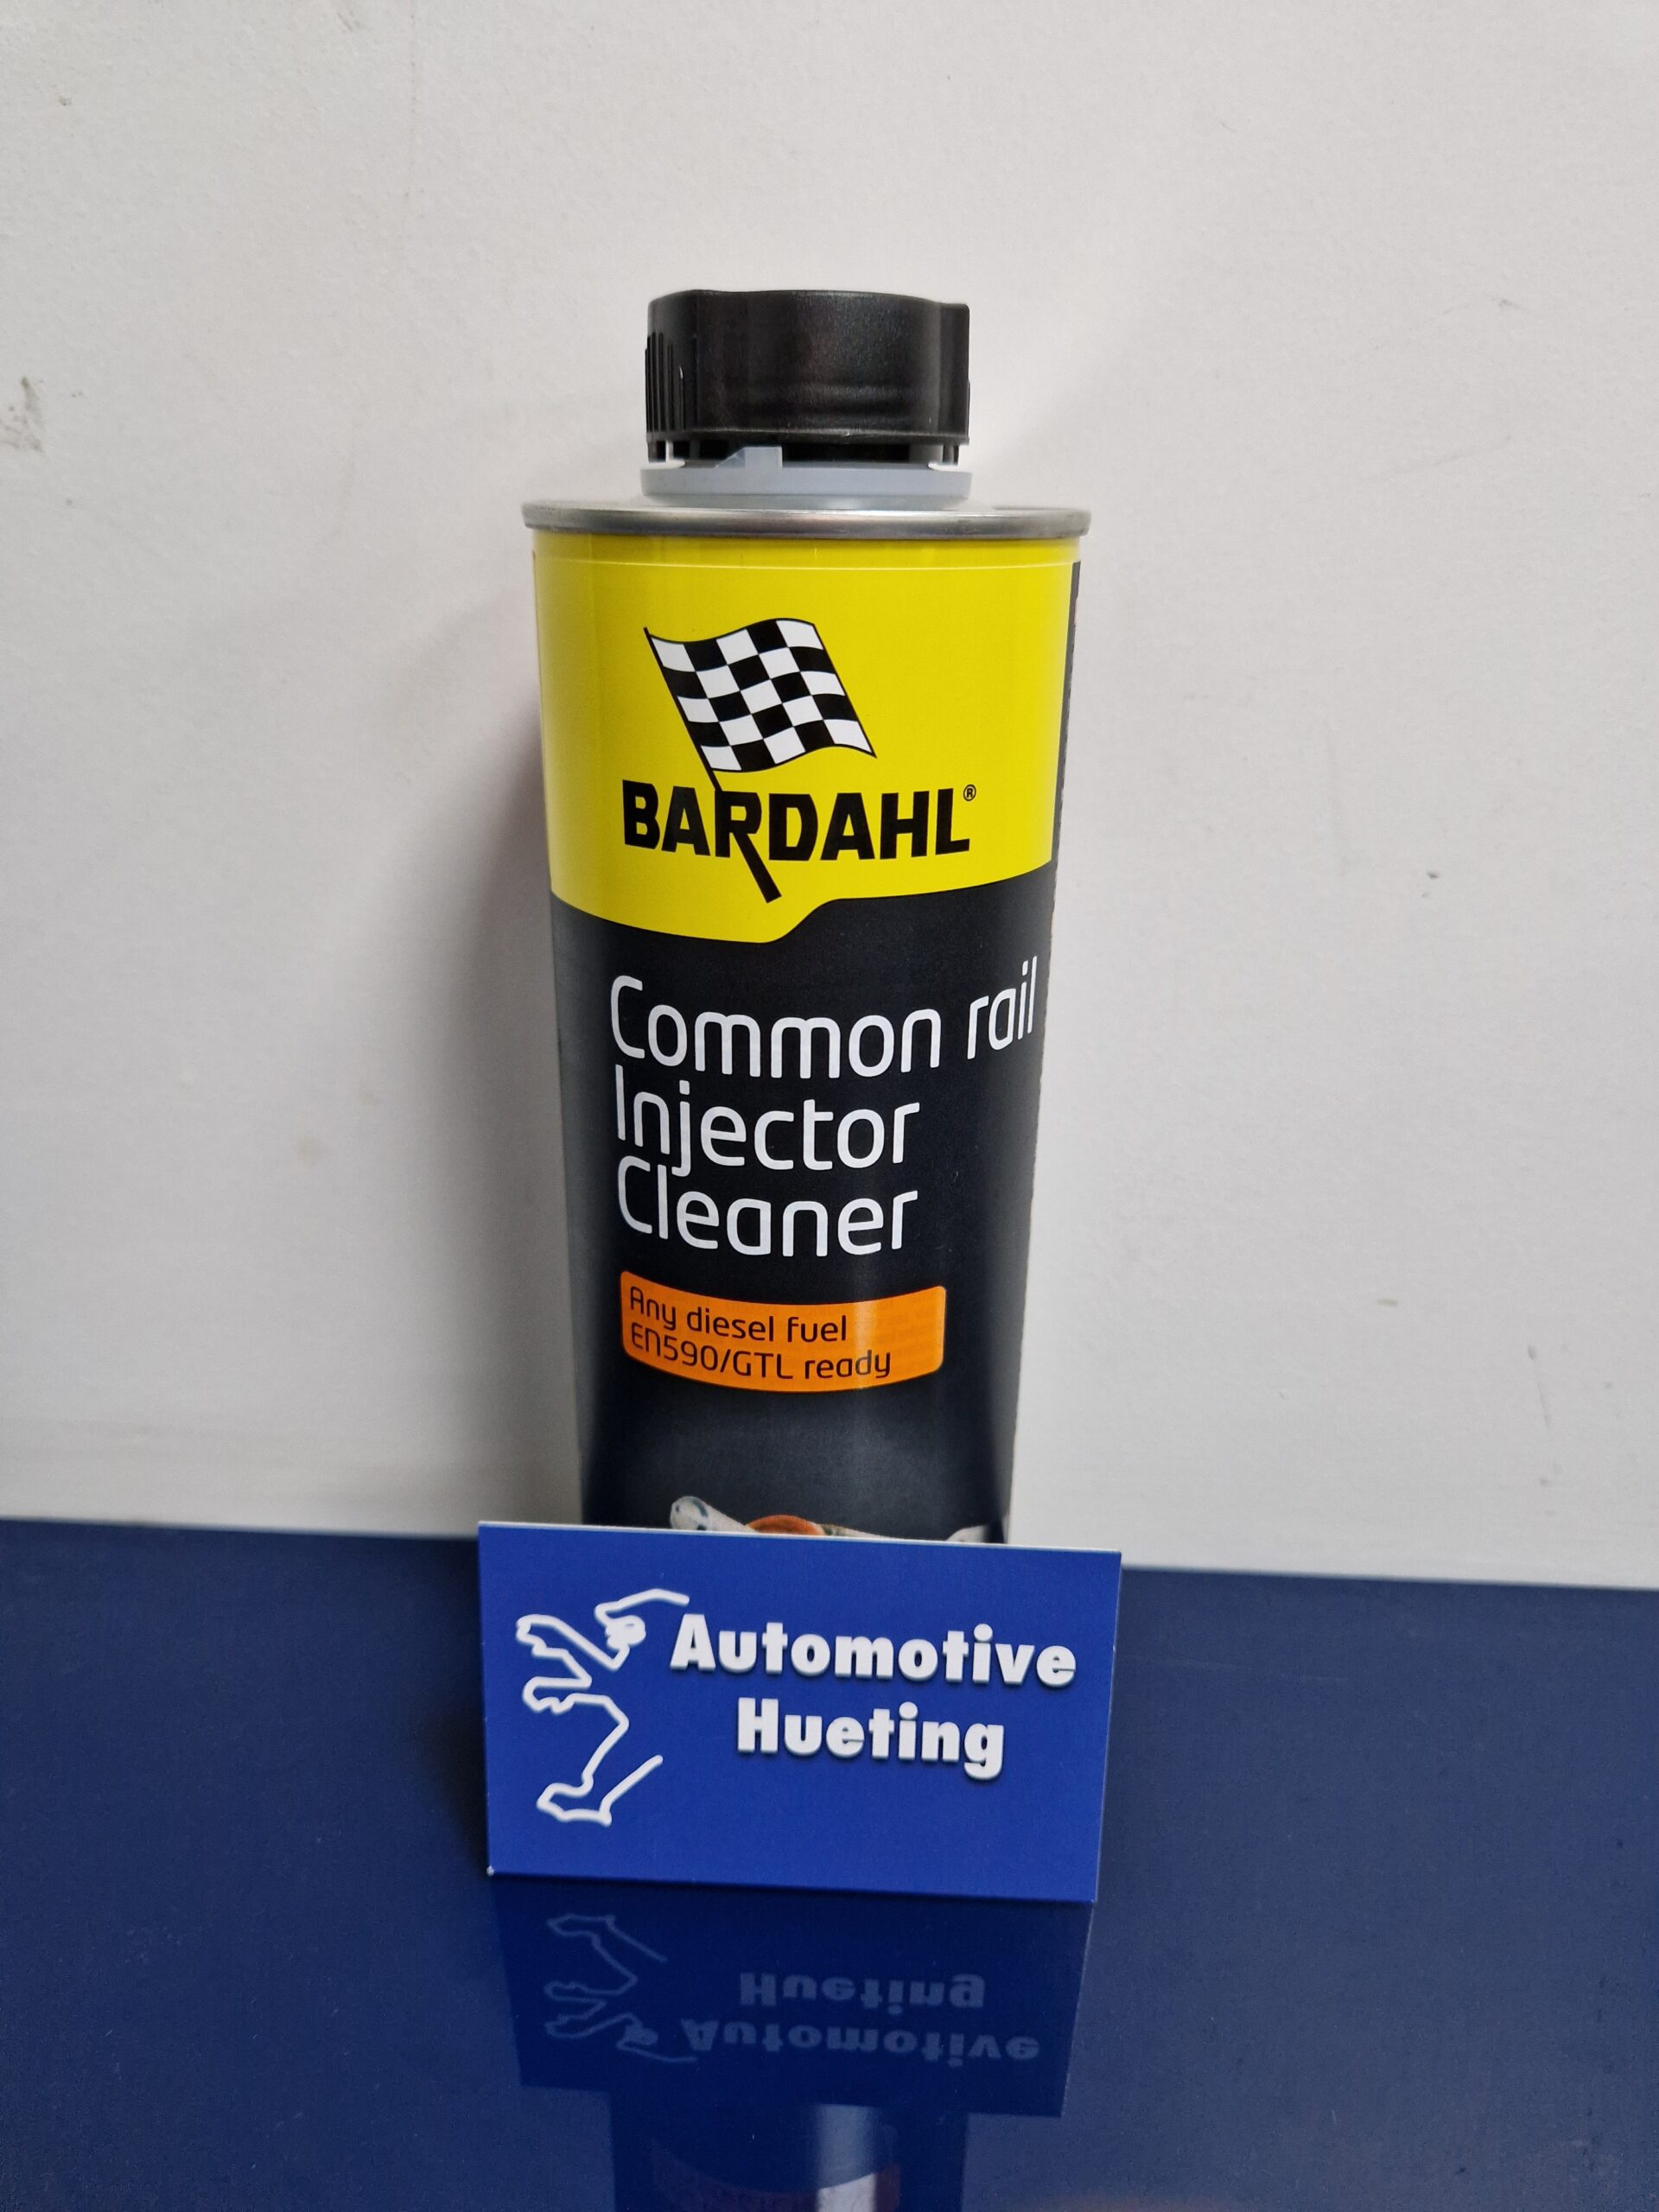 BARDAHL®
Common rail
Injector
Cleaner
Any diesel fuel
EN590/GTL ready
Automotive
Hueting